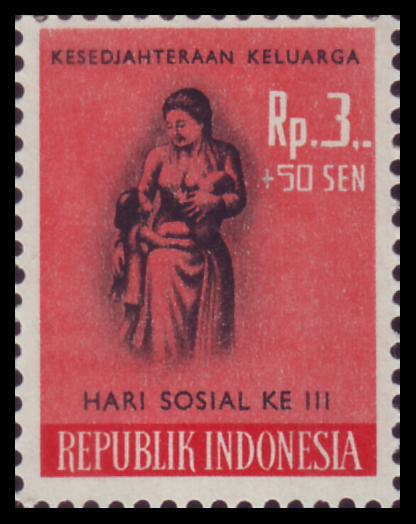 KESEDJAHTERAAN KELUARGA
Rp.3,-
+50 SEN
HARI SOSIAL KE III
REPUBLIK INDONESIA